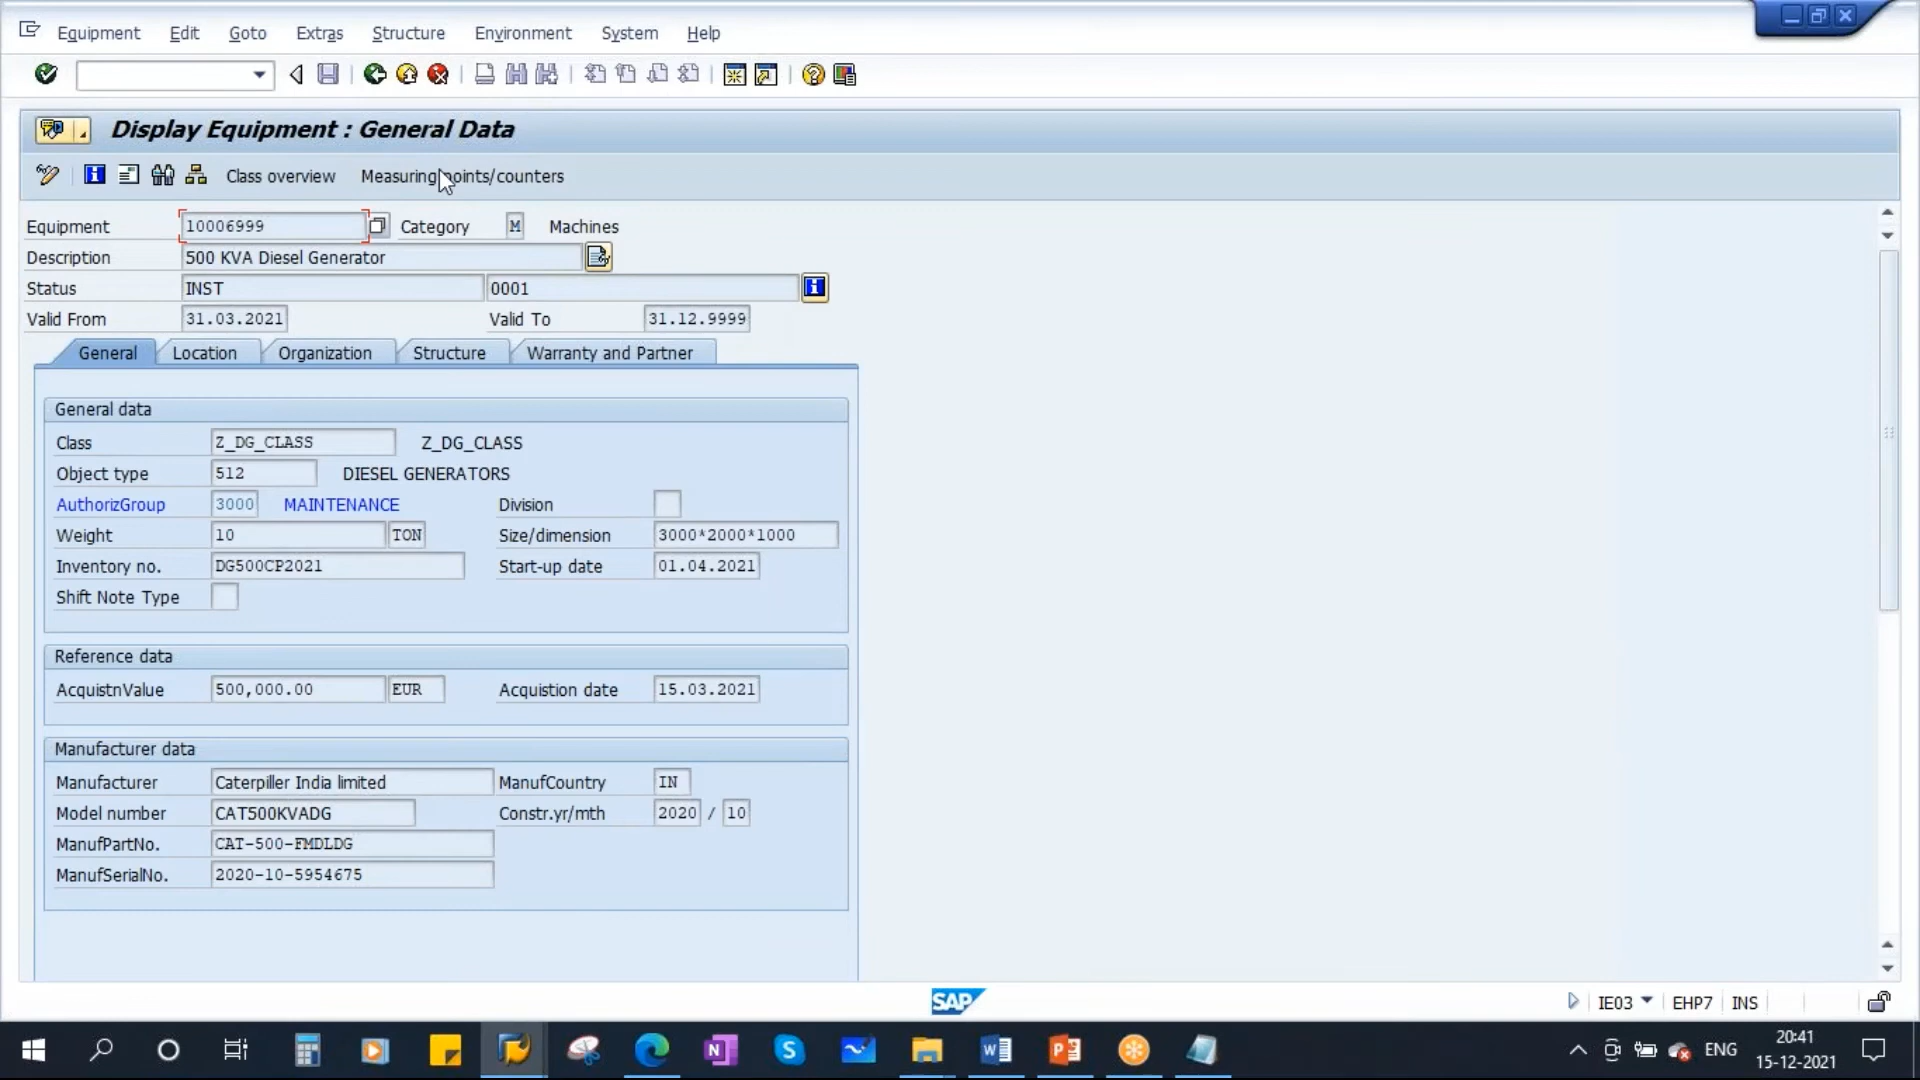 Equipment Edit Goto Extras Structure Environment System Help
Display Equipment : General Data
Class overview Measuring points/counters
Equipment 10006999 Category M Machines
Description 500 KVA Diesel Generator
Status INST 0001
Valid From 31.03.2021 Valid To 31.12.9999
General Location Organization Structure Warranty and Partner
General data
Class Z_DG_CLASS Z_DG_CLASS
Object type 512 DIESEL GENERATORS
AuthorizGroup 3000 MAINTENANCE Division
Weight 10 TON Size/dimension 3000*2000*1000
Inventory no. DG500CP2021 Start-up date 01.04.2021
Shift Note Type
Reference data
AcquistnValue 500,000.00 EUR Acquistion date 15.03.2021
Manufacturer data
Manufacturer Caterpiller India limited ManufCountry IN
Model number CAT500KVADG Constr.yr/mth 2020 / 10
ManufPartNo. CAT-500-FMDLDG
ManufSerialNo. 2020-10-5954675
SAP IE03 EHP7 INS
ENG 20:41
15-12-2021